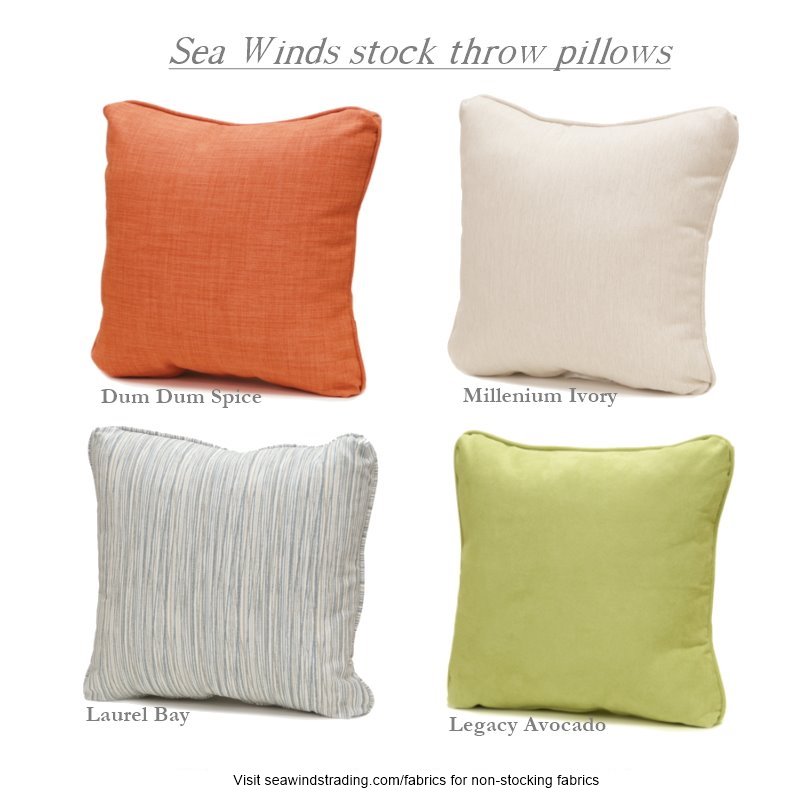 Sea Winds stock throw pillows
Dum Dum Spice
Millenium Ivory
Laurel Bay
Legacy Avocado
Visit seawindstrading.com/fabrics for non-stocking fabrics